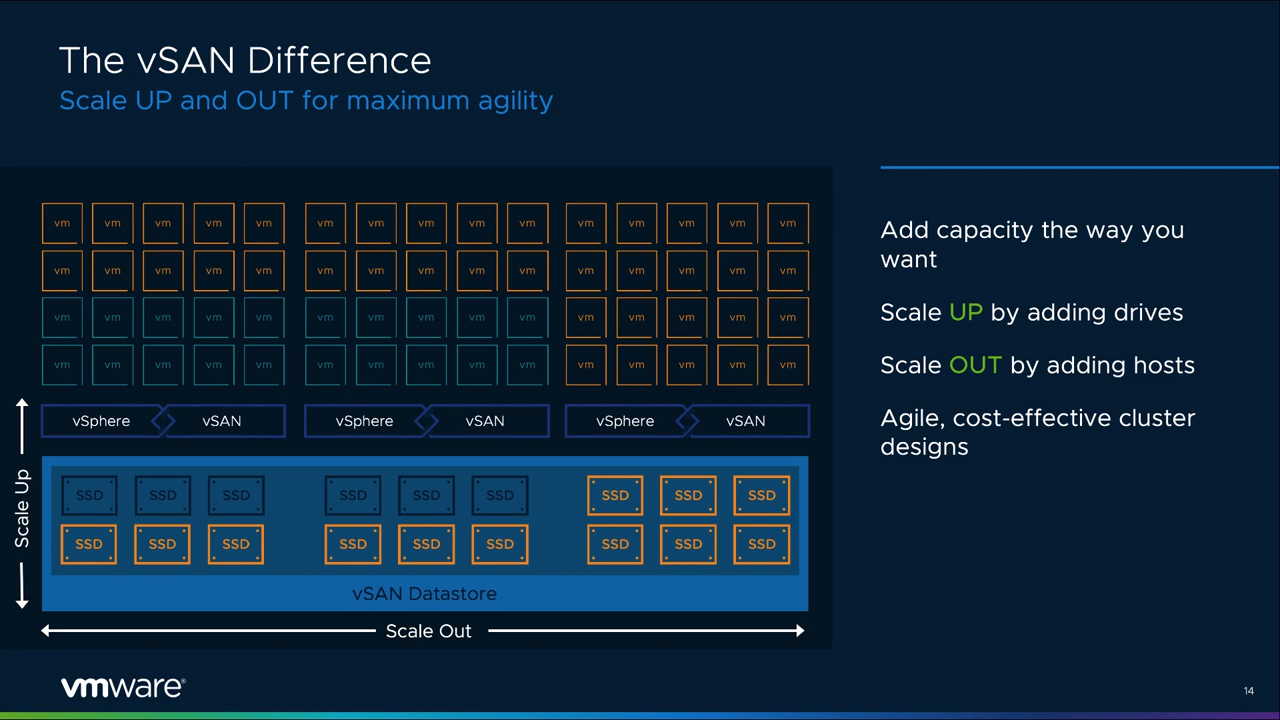 The vSAN Difference
Scale UP and OUT for maximum agility
vm vm vm vm vm vm vm vm vm vm vm vm vm vm vm
vm vm vm vm vm vm vm vm vm vm vm vm vm vm vm
vm vm vm vm vm vm vm vm vm vm vm vm vm vm vm
vm vm vm vm vm vm vm vm vm vm vm vm vm vm vm
vSphere vSAN vSphere vSAN vSphere vSAN
Scale Up
SSD SSD SSD SSD SSD SSD SSD SSD SSD
SSD SSD SSD SSD SSD SSD SSD SSD SSD
vSAN Datastore
Scale Out
Add capacity the way you
want
Scale UP by adding drives
Scale OUT by adding hosts
Agile, cost-effective cluster
designs
vmware®
14